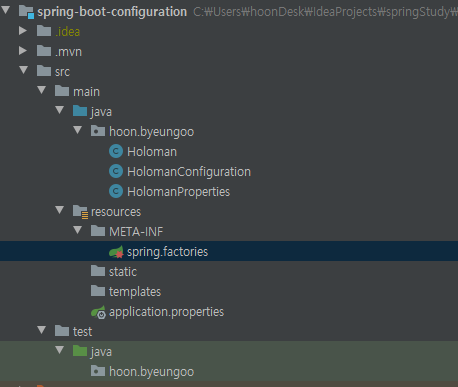 spring-boot-configuration C:₩Users₩hoonDesk₩IdeaProjects₩springStudy₩
.idea
.mvn
src
main
java
hoon.byeungoo
Holoman
HolomanConfiguration
HolomanProperties
resources
META-INF
spring.factories
static
templates
application.properties
test
java
hoon.byeungoo